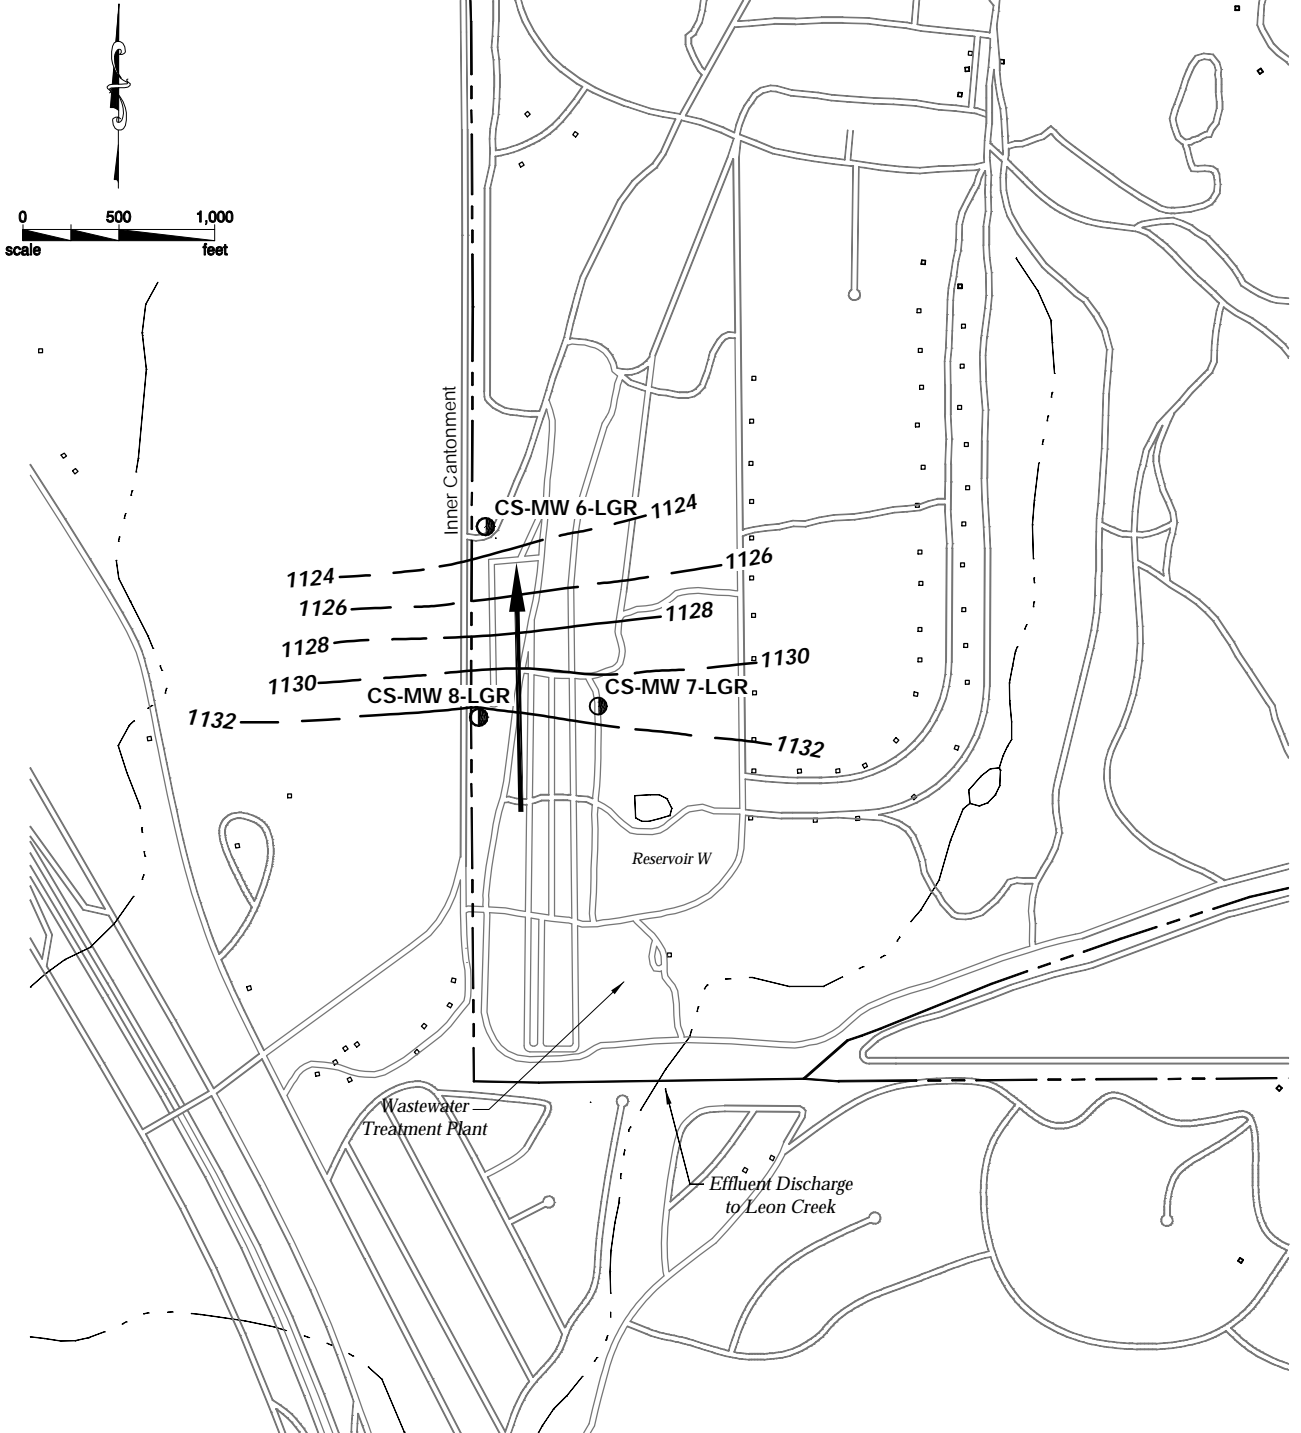 0 500 1,000
scale feet
Inner Cantonment
CS-MW 6-LGR
1124
1124
1126
1126
1128
1128
1130
1130
CS-MW 8-LGR
CS-MW 7-LGR
1132
1132
Reservoir W
Wastewater
Treatment Plant
Effluent Discharge
to Leon Creek